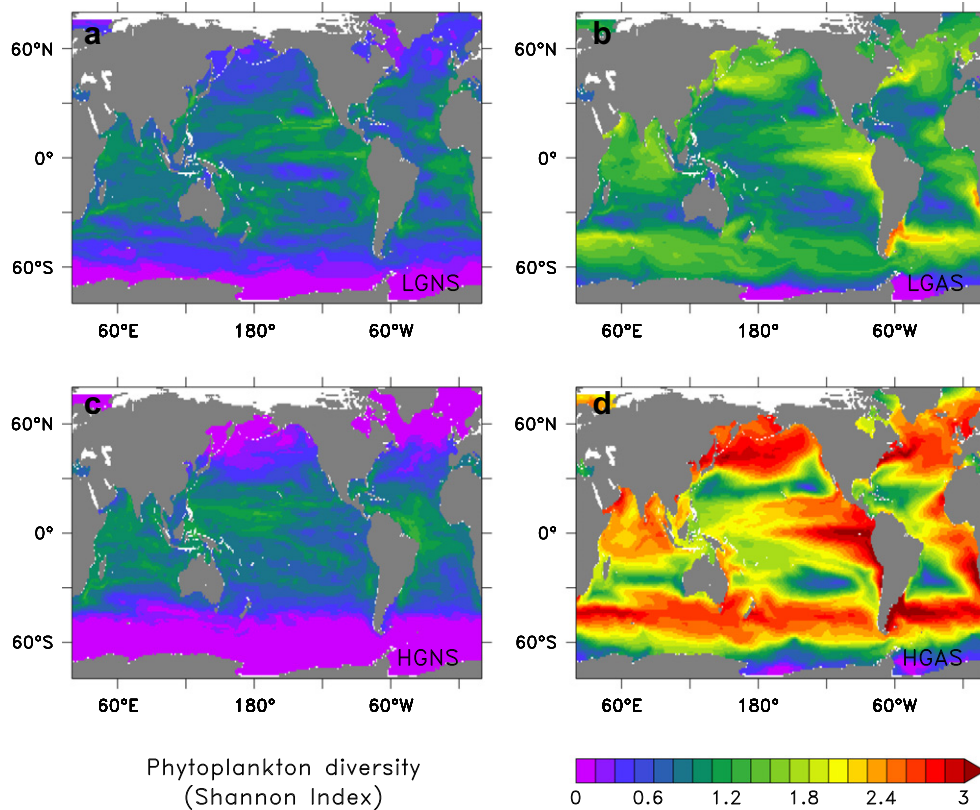 a
60°N
0°
60°S
LGNS
60°E 180° 60°W
b
60°N
0°
60°S
LGAS
60°E 180° 60°W
c
60°N
0°
60°S
HGNS
60°E 180° 60°W
d
60°N
0°
60°S
HGAS
60°E 180° 60°W
Phytoplankton diversity
(Shannon Index)
0 0.6 1.2 1.8 2.4 3